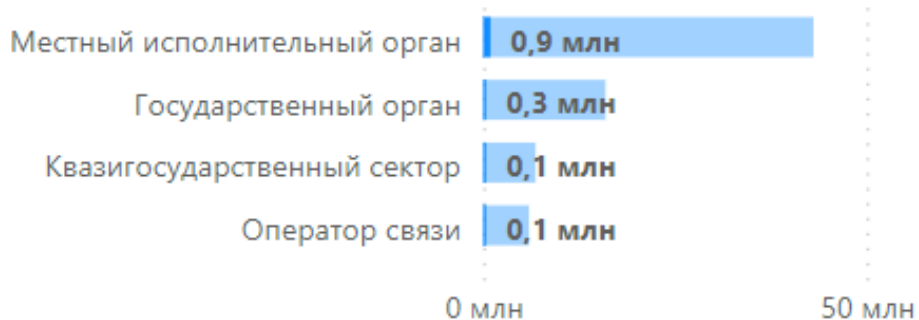 Местный исполнительный орган 0,9 млн
Государственный орган 0,3 млн
Квазигосударственный сектор 0,1 млн
Оператор связи 0,1 млн
0 млн 50 млн